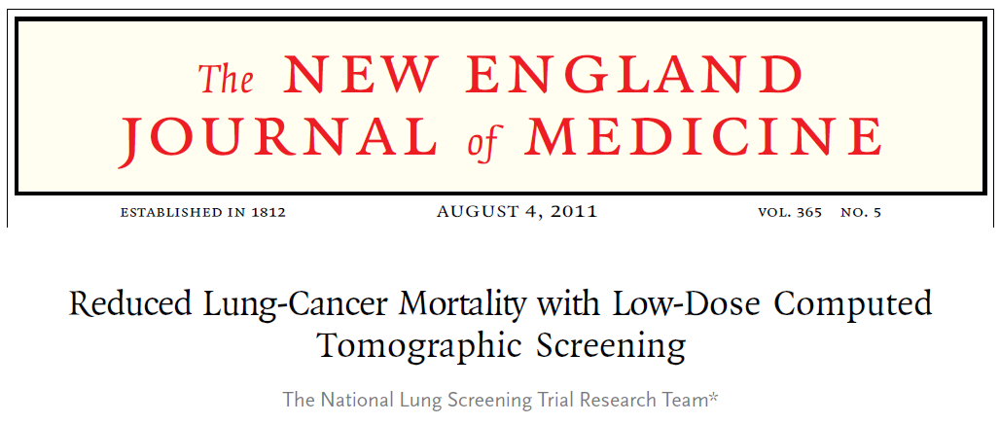 The NEW ENGLAND
JOURNAL of MEDICINE
ESTABLISHED IN 1812 AUGUST 4, 2011 VOL. 365 NO. 5
Reduced Lung-Cancer Mortality with Low-Dose Computed
Tomographic Screening
The National Lung Screening Trial Research Team*